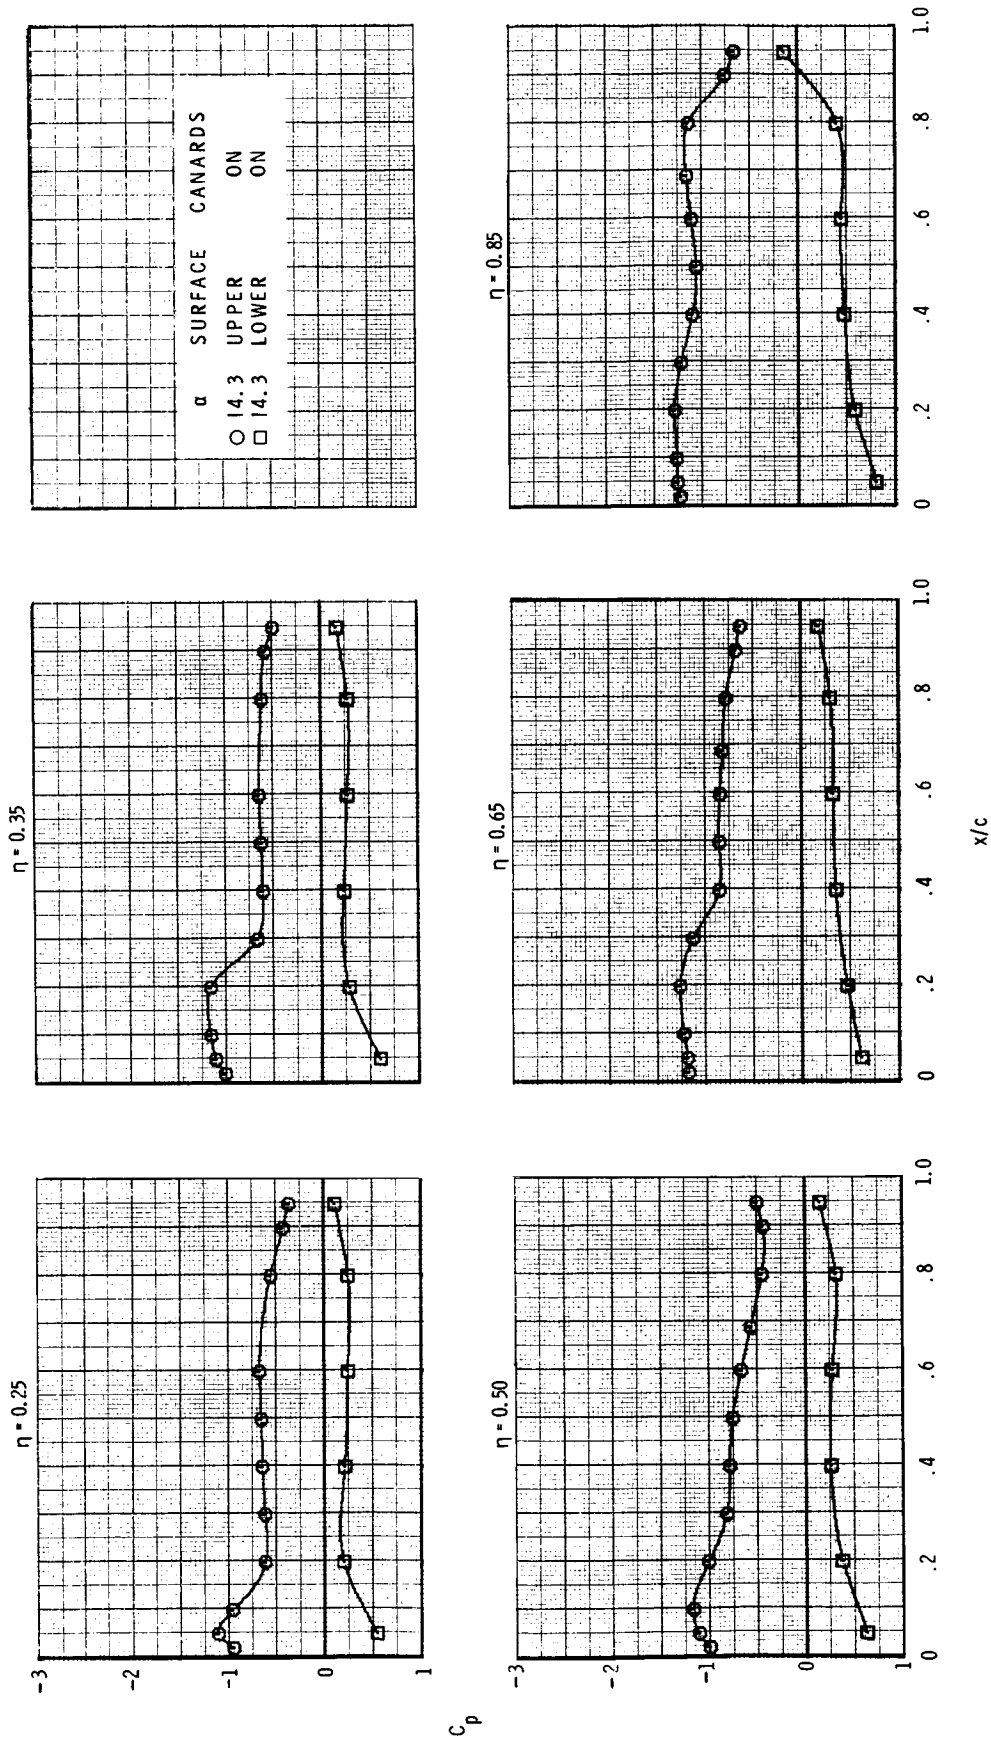 η = 0.25
η = 0.35
α SURFACE CANARDS
○ 14.3 UPPER ON
□ 14.3 LOWER ON
-3
-2
-1
0
1
Cp
η = 0.50
η = 0.65
η = 0.85
-3
-2
-1
0
1
0 .2 .4 .6 .8 1.0
0 .2 .4 .6 .8 1.0
0 .2 .4 .6 .8 1.0
x/c